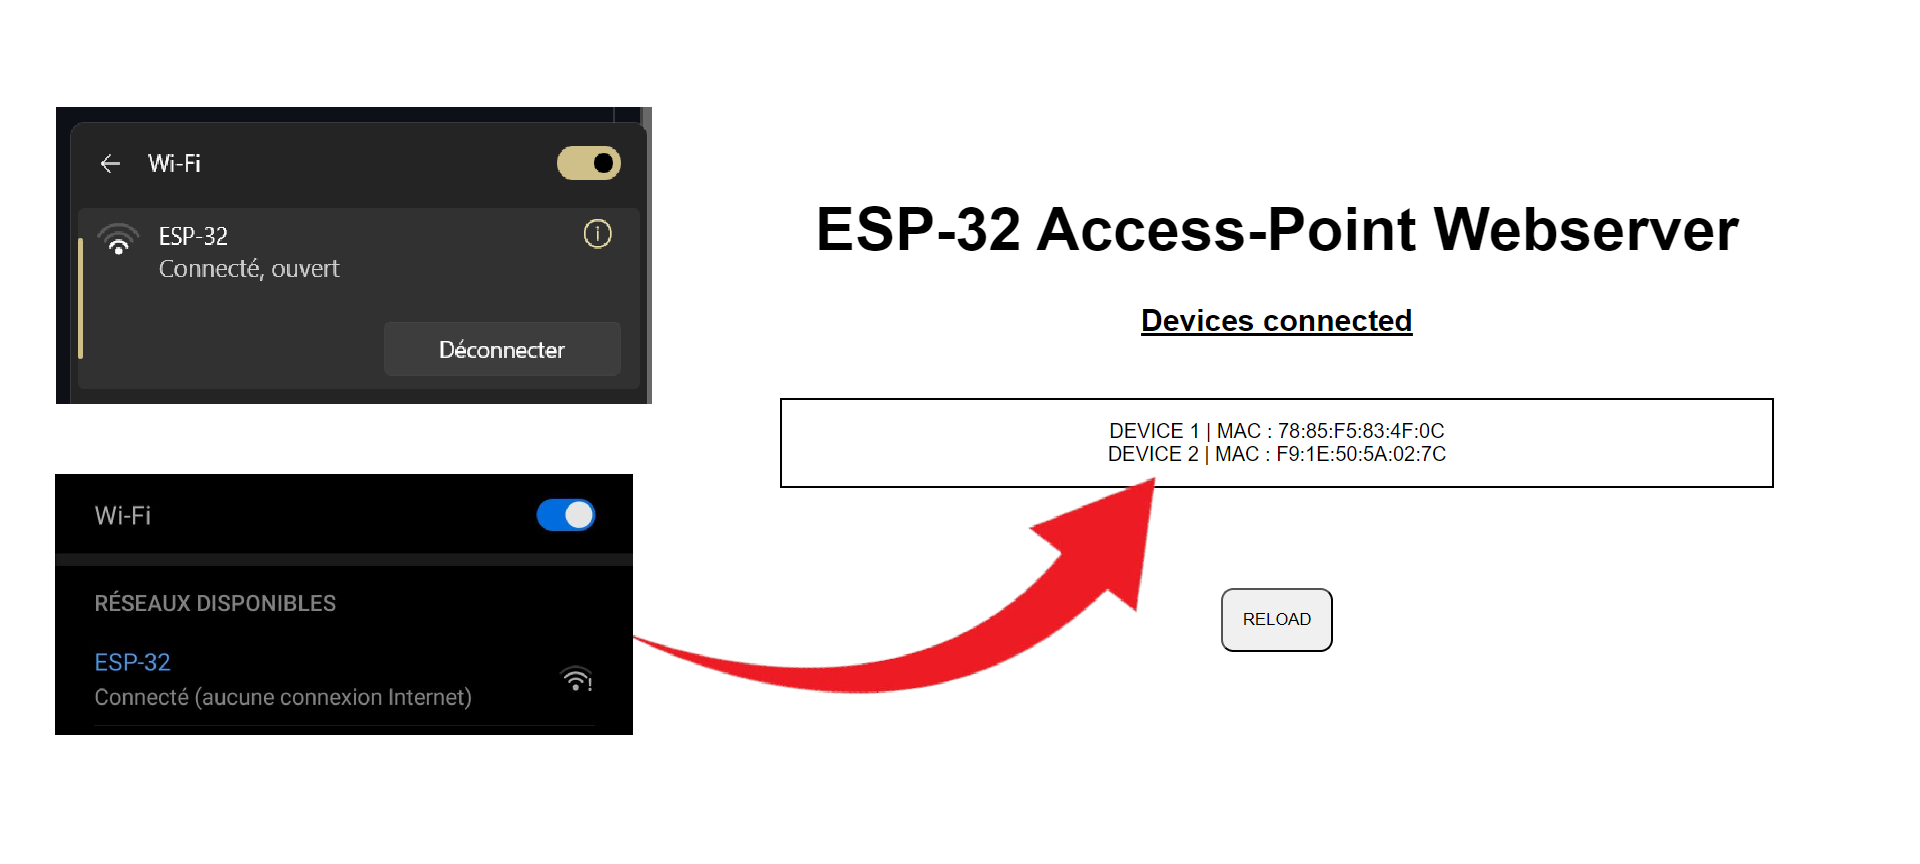 Wi-Fi
ESP-32
Connecté, ouvert
Déconnecter
Wi-Fi
RÉSEAUX DISPONIBLES
ESP-32
Connecté (aucune connexion Internet)
ESP-32 Access-Point Webserver
Devices connected
DEVICE 1 | MAC : 78:85:F5:83:4F:0C
DEVICE 2 | MAC : F9:1E:50:5A:02:7C
RELOAD